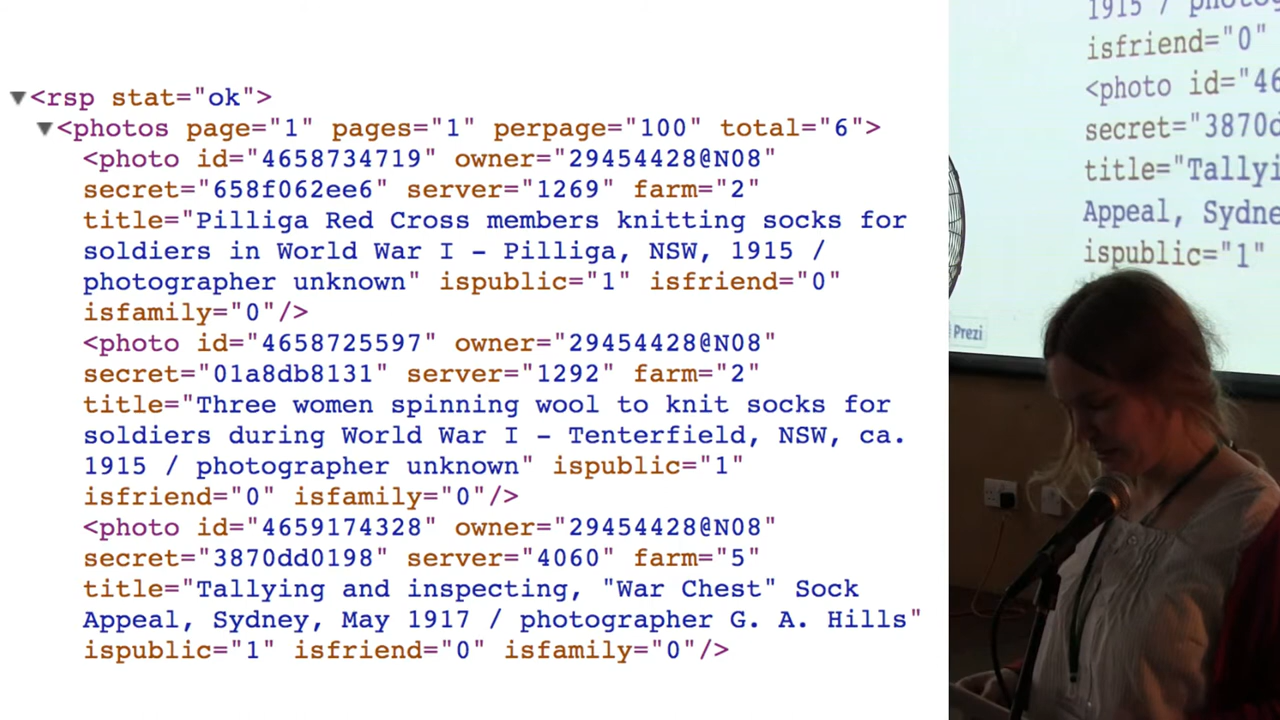 ▼<rsp stat="ok">
▼<photos page="1" pages="1" perpage="100" total="6">
<photo id="4658734719" owner="29454428@N08"
secret="658f062ee6" server="1269" farm="2"
title="Pilliga Red Cross members knitting socks for
soldiers in World War I – Pilliga, NSW, 1915 /
photographer unknown" ispublic="1" isfriend="0"
isfamily="0"/>
<photo id="4658725597" owner="29454428@N08"
secret="01a8db8131" server="1292" farm="2"
title="Three women spinning wool to knit socks for
soldiers during World War I – Tenterfield, NSW, ca.
1915 / photographer unknown" ispublic="1"
isfriend="0" isfamily="0"/>
<photo id="4659174328" owner="29454428@N08"
secret="3870dd0198" server="4060" farm="5"
title="Tallying and inspecting, "War Chest" Sock
Appeal, Sydney, May 1917 / photographer G. A. Hills"
ispublic="1" isfriend="0" isfamily="0"/>
1915 /
isfriend="0"
<photo id="46
secret="3870d
title="Tallyi
Appeal, Sydne
ispublic="1"
Prezi